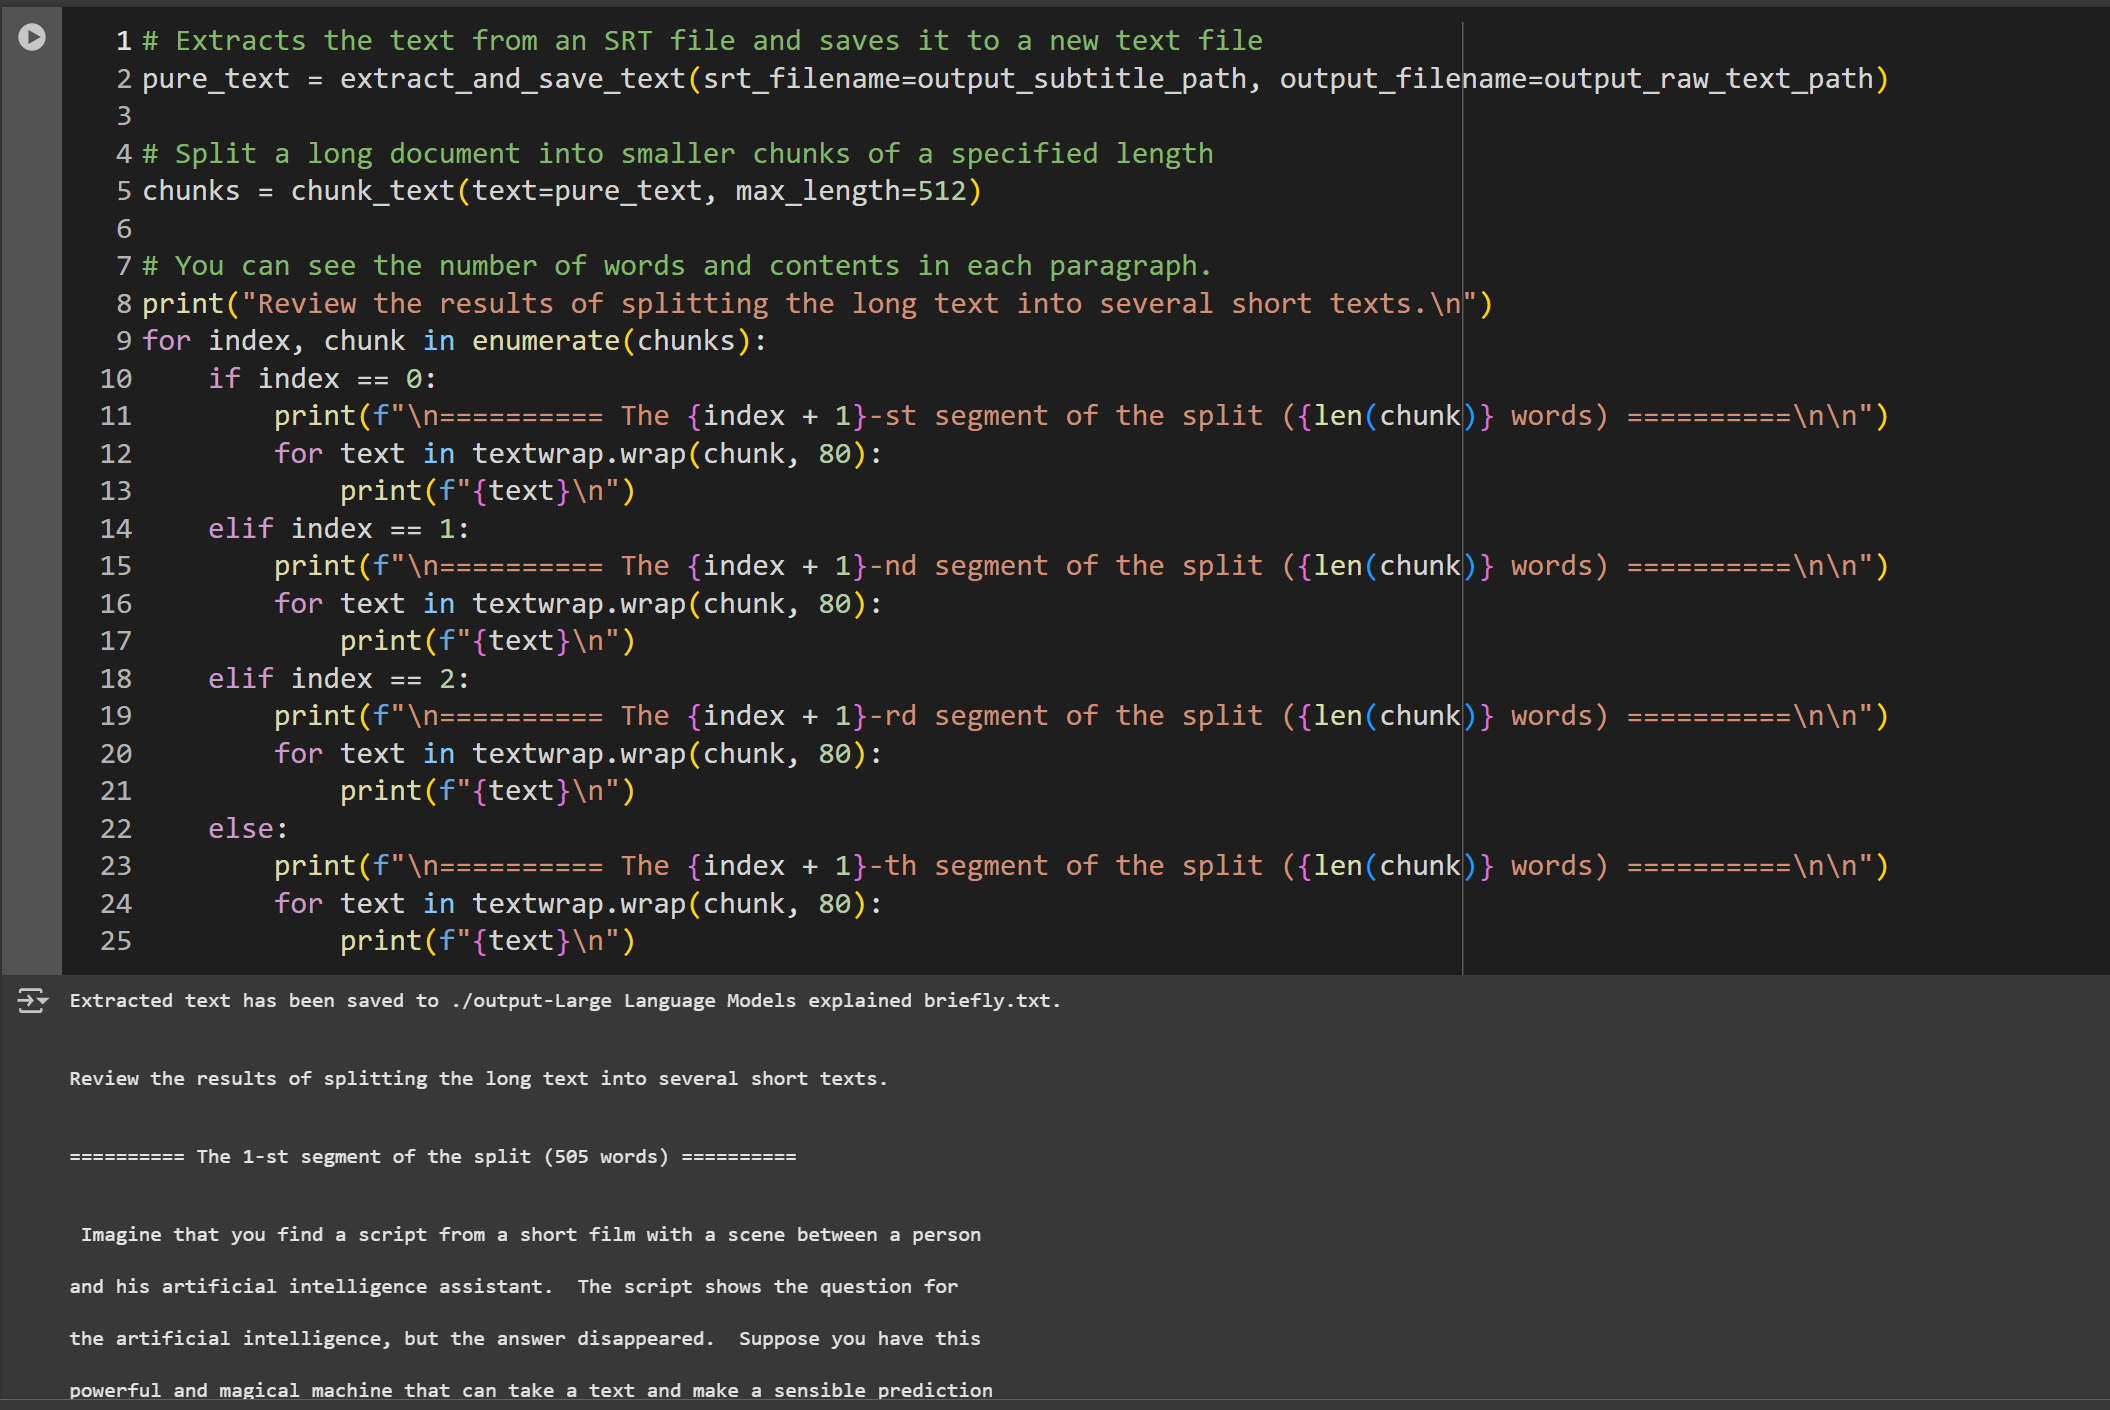 1 # Extracts the text from an SRT file and saves it to a new text file
2 pure_text = extract_and_save_text(srt_filename=output_subtitle_path, output_filename=output_raw_text_path)
3
4 # Split a long document into smaller chunks of a specified length
5 chunks = chunk_text(text=pure_text, max_length=512)
6
7 # You can see the number of words and contents in each paragraph.
8 print("Review the results of splitting the long text into several short texts.\n")
9 for index, chunk in enumerate(chunks):
10     if index == 0:
11         print(f"\n========== The {index + 1}-st segment of the split ({len(chunk)} words) ==========\n\n")
12         for text in textwrap.wrap(chunk, 80):
13             print(f"{text}\n")
14     elif index == 1:
15         print(f"\n========== The {index + 1}-nd segment of the split ({len(chunk)} words) ==========\n\n")
16         for text in textwrap.wrap(chunk, 80):
17             print(f"{text}\n")
18     elif index == 2:
19         print(f"\n========== The {index + 1}-rd segment of the split ({len(chunk)} words) ==========\n\n")
20         for text in textwrap.wrap(chunk, 80):
21             print(f"{text}\n")
22     else:
23         print(f"\n========== The {index + 1}-th segment of the split ({len(chunk)} words) ==========\n\n")
24         for text in textwrap.wrap(chunk, 80):
25             print(f"{text}\n")
Extracted text has been saved to ./output-Large Language Models explained briefly.txt.
Review the results of splitting the long text into several short texts.
========== The 1-st segment of the split (505 words) ==========
Imagine that you find a script from a short film with a scene between a person
and his artificial intelligence assistant.  The script shows the question for
the artificial intelligence, but the answer disappeared.  Suppose you have this
powerful and magical machine that can take a text and make a sensible prediction